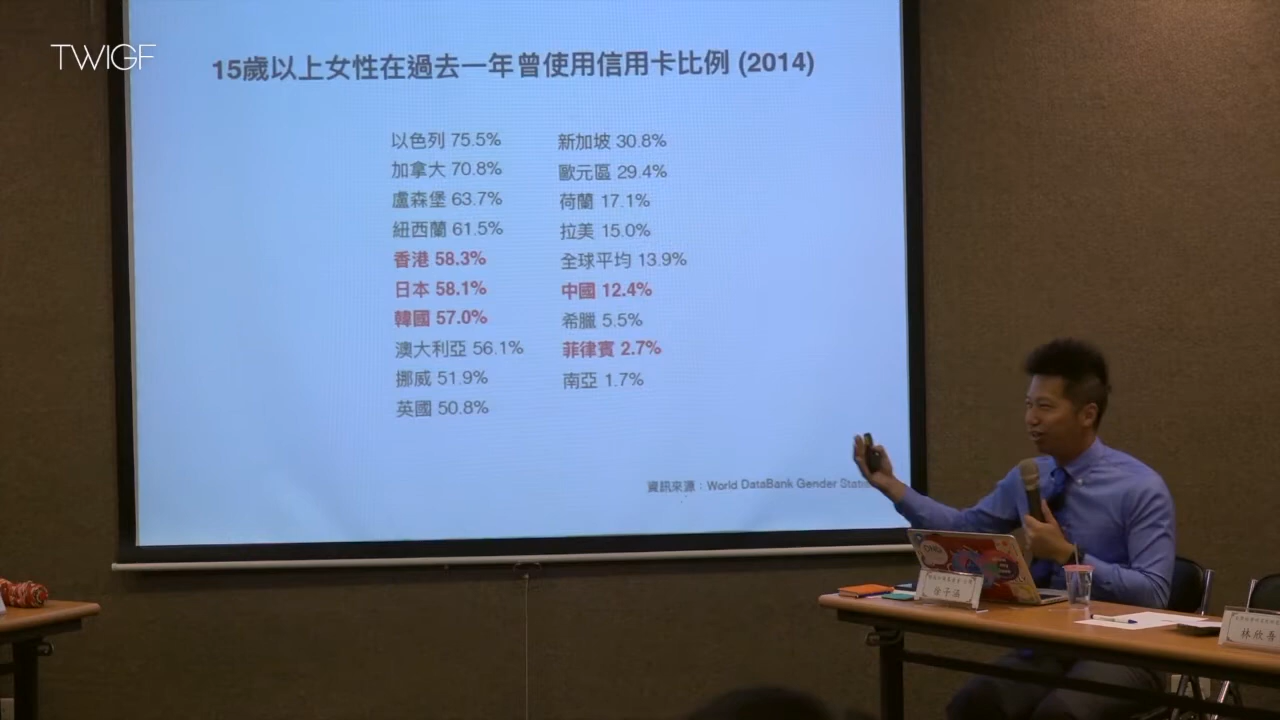 TWIGF
15歲以上女性在過去一年曾使用信用卡比例 (2014)
以色列 75.5%
加拿大 70.8%
盧森堡 63.7%
紐西蘭 61.5%
香港 58.3%
日本 58.1%
韓國 57.0%
澳大利亞 56.1%
挪威 51.9%
英國 50.8%
新加坡 30.8%
歐元區 29.4%
荷蘭 17.1%
拉美 15.0%
全球平均 13.9%
中國 12.4%
希臘 5.5%
菲律賓 2.7%
南亞 1.7%
資訊來源：World DataBank Gender
徐子涵
林欣吾